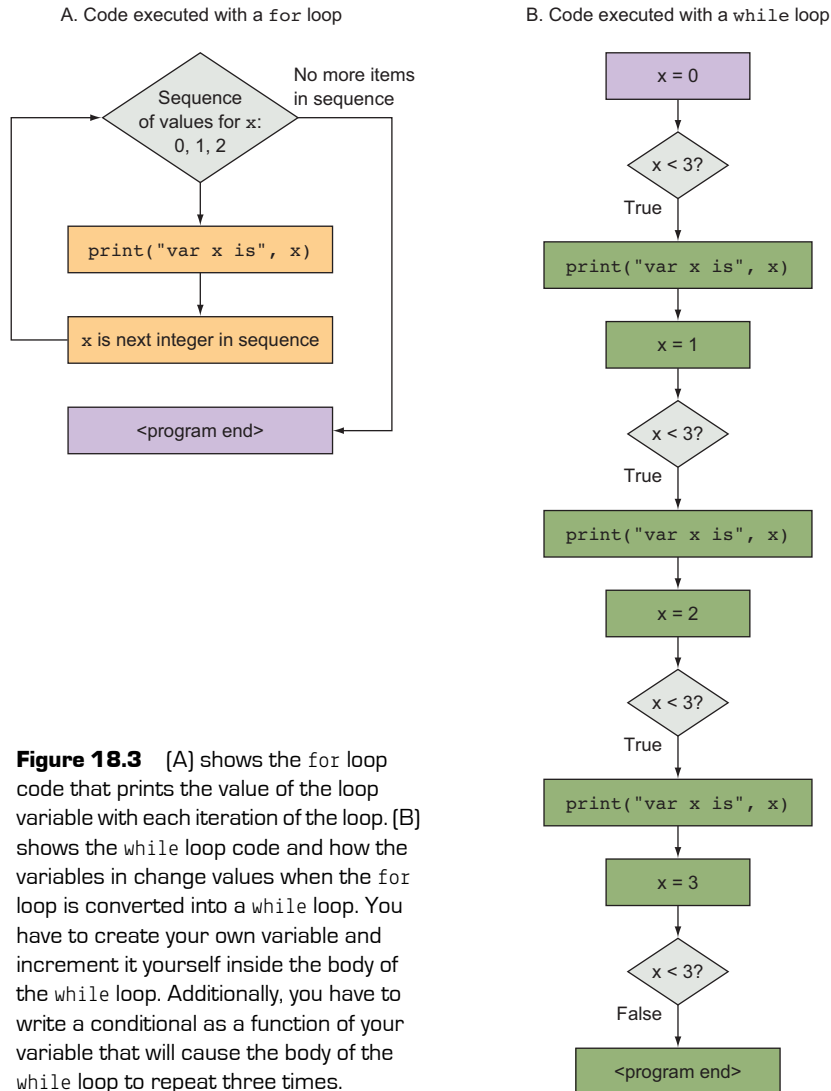 A. Code executed with a for loop
No more items
in sequence
Sequence
of values for x:
0, 1, 2
print("var x is", x)
x is next integer in sequence
<program end>
B. Code executed with a while loop
x = 0
x < 3?
True
print("var x is", x)
x = 1
x < 3?
True
print("var x is", x)
x = 2
x < 3?
True
print("var x is", x)
x = 3
x < 3?
False
<program end>
Figure 18.3 (A) shows the for loop
code that prints the value of the loop
variable with each iteration of the loop. (B)
shows the while loop code and how the
variables in change values when the for
loop is converted into a while loop. You
have to create your own variable and
increment it yourself inside the body of
the while loop. Additionally, you have to
write a conditional as a function of your
variable that will cause the body of the
while loop to repeat three times.